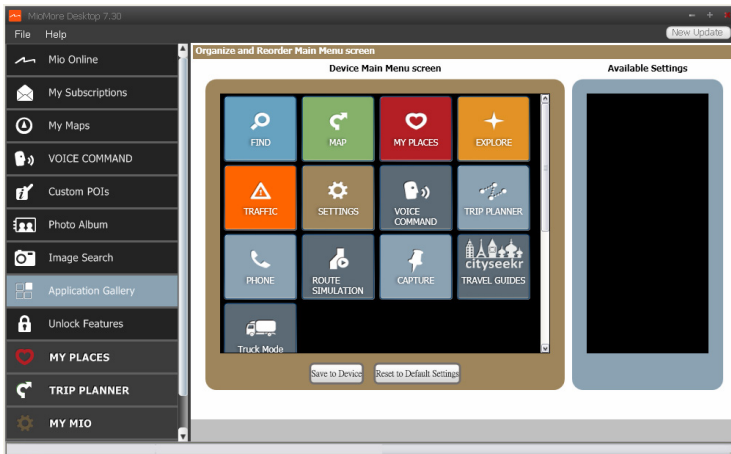 MioMore Desktop 7.30
File Help
New Update
Mio Online
My Subscriptions
My Maps
VOICE COMMAND
Custom POIs
Photo Album
Image Search
Application Gallery
Unlock Features
MY PLACES
TRIP PLANNER
MY MIO
Organize and Reorder Main Menu screen
Device Main Menu screen
FIND
MAP
MY PLACES
EXPLORE
TRAFFIC
SETTINGS
VOICE
COMMAND
TRIP PLANNER
PHONE
ROUTE
SIMULATION
CAPTURE
cityseekr
TRAVEL GUIDES
Truck Mode
Save to Device
Reset to Default Settings
Available Settings